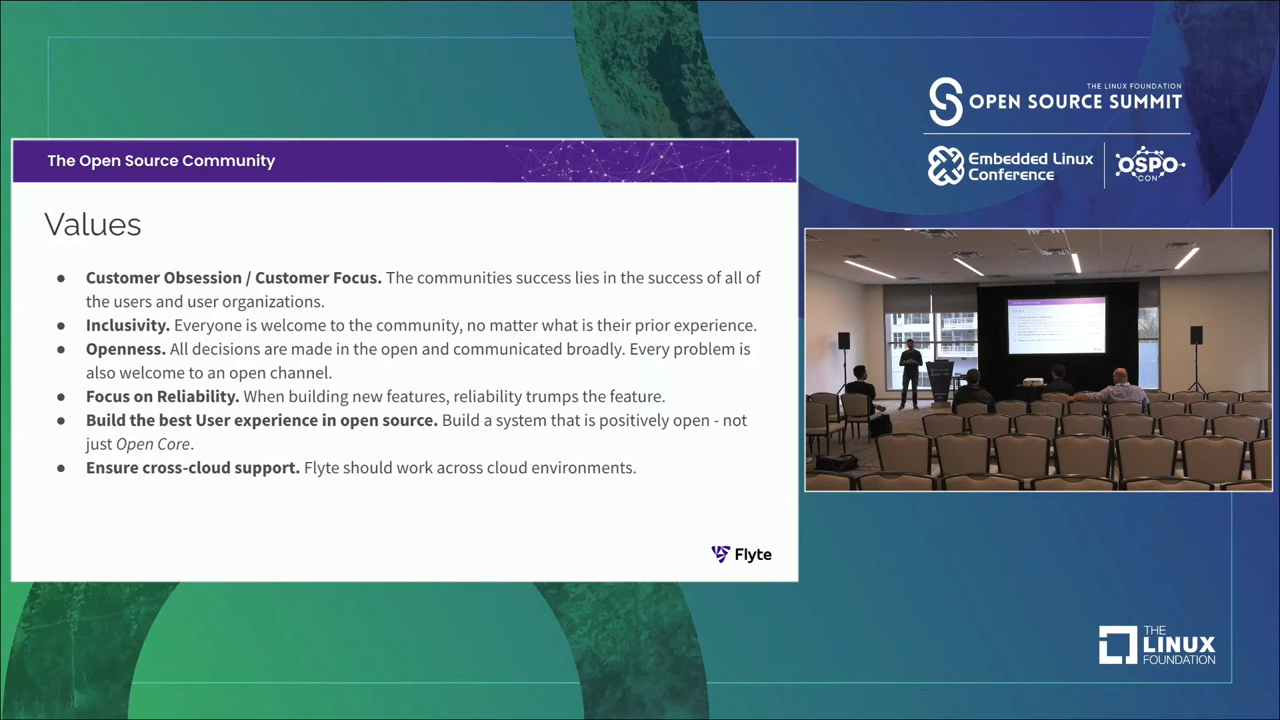 The Open Source Community
Values
● Customer Obsession / Customer Focus. The communities success lies in the success of all of
the users and user organizations.
● Inclusivity. Everyone is welcome to the community, no matter what is their prior experience.
● Openness. All decisions are made in the open and communicated broadly. Every problem is
also welcome to an open channel.
● Focus on Reliability. When building new features, reliability trumps the feature.
● Build the best User experience in open source. Build a system that is positively open - not
just Open Core.
● Ensure cross-cloud support. Flyte should work across cloud environments.
Flyte
THE LINUX FOUNDATION
OPEN SOURCE SUMMIT
Embedded Linux
Conference
OSPO
CON
THE
LINUX
FOUNDATION